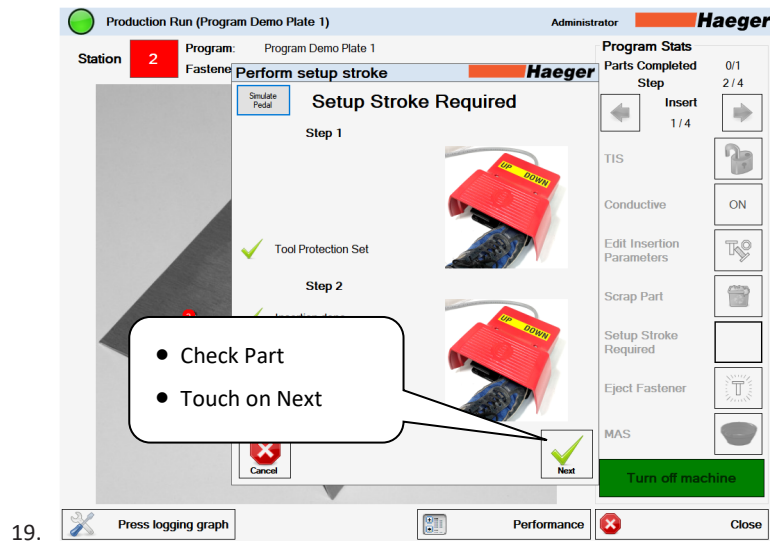 Production Run (Program Demo Plate 1)
Administrator
Haeger
Station
2
Program: Program Demo Plate 1
Fastene
Program Stats
Parts Completed 0/1
Step 2 / 4
Insert
1 / 4
TIS
Conductive
ON
Edit Insertion
Parameters
Scrap Part
Setup Stroke
Required
Eject Fastener
MAS
Turn off machine
Perform setup stroke
Haeger
Simulate
Pedal
Setup Stroke Required
Step 1
UP DOWN
Tool Protection Set
Step 2
UP DOWN
• Check Part
• Touch on Next
Cancel
Next
19.
Press logging graph
Performance
Close